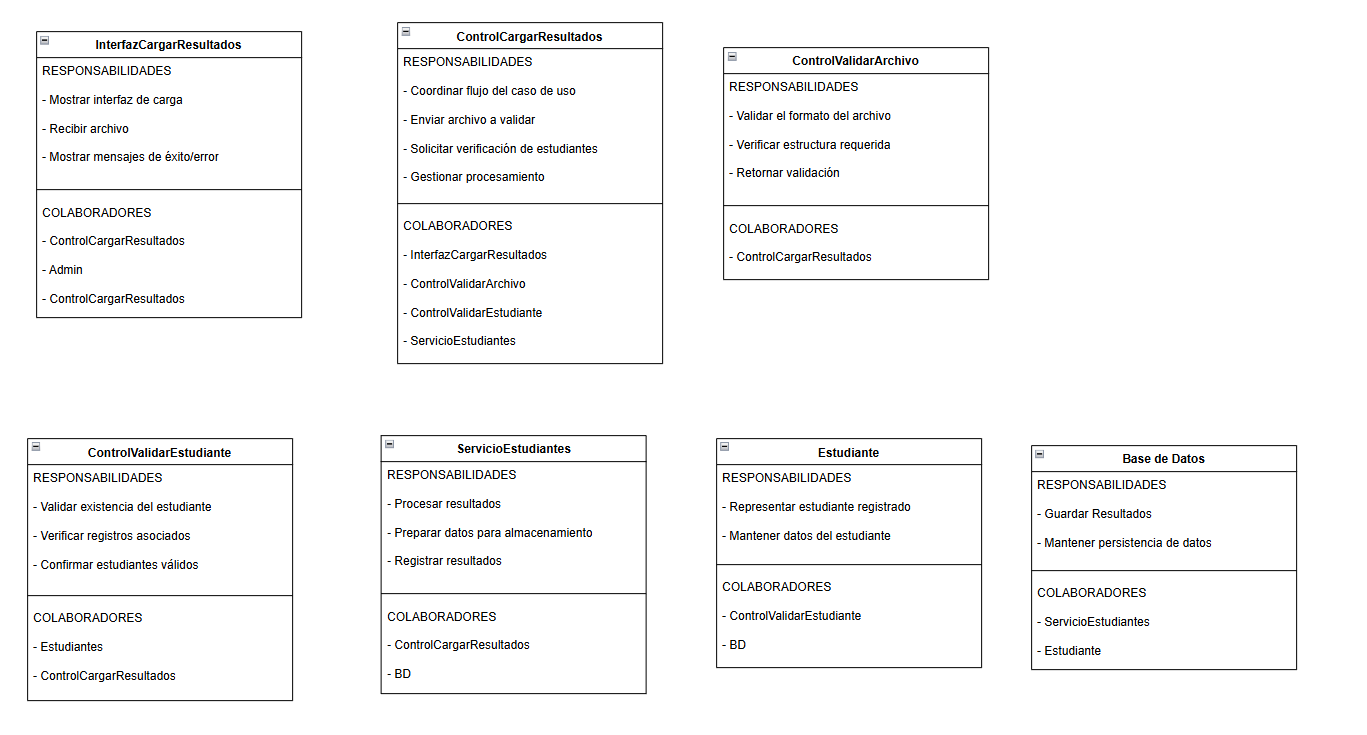 InterfazCargarResultados
RESPONSABILIDADES
- Mostrar interfaz de carga
- Recibir archivo
- Mostrar mensajes de éxito/error
COLABORADORES
- ControlCargarResultados
- Admin
- ControlCargarResultados
ControlCargarResultados
RESPONSABILIDADES
- Coordinar flujo del caso de uso
- Enviar archivo a validar
- Solicitar verificación de estudiantes
- Gestionar procesamiento
COLABORADORES
- InterfazCargarResultados
- ControlValidarArchivo
- ControlValidarEstudiante
- ServicioEstudiantes
ControlValidarArchivo
RESPONSABILIDADES
- Validar el formato del archivo
- Verificar estructura requerida
- Retornar validación
COLABORADORES
- ControlCargarResultados
ControlValidarEstudiante
RESPONSABILIDADES
- Validar existencia del estudiante
- Verificar registros asociados
- Confirmar estudiantes válidos
COLABORADORES
- Estudiantes
- ControlCargarResultados
ServicioEstudiantes
RESPONSABILIDADES
- Procesar resultados
- Preparar datos para almacenamiento
- Registrar resultados
COLABORADORES
- ControlCargarResultados
- BD
Estudiante
RESPONSABILIDADES
- Representar estudiante registrado
- Mantener datos del estudiante
COLABORADORES
- ControlValidarEstudiante
- BD
Base de Datos
RESPONSABILIDADES
- Guardar Resultados
- Mantener persistencia de datos
COLABORADORES
- ServicioEstudiantes
- Estudiante